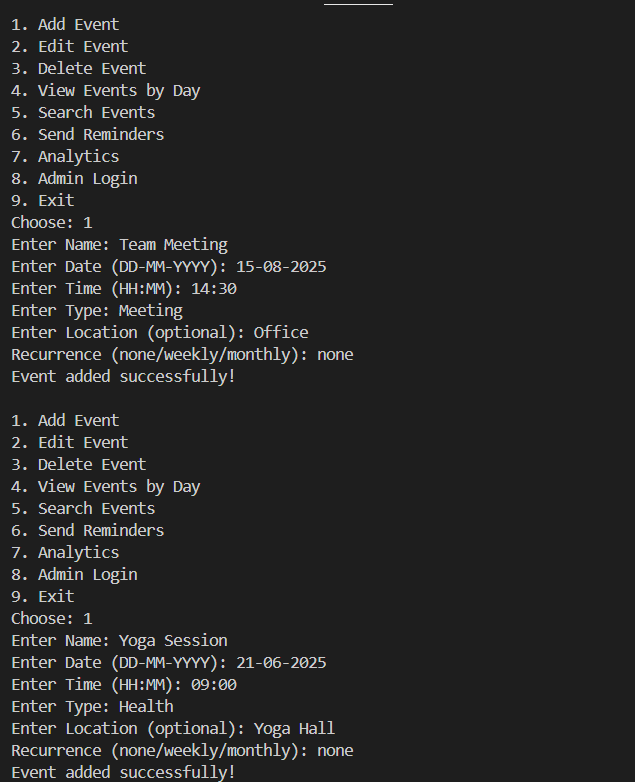 1. Add Event
2. Edit Event
3. Delete Event
4. View Events by Day
5. Search Events
6. Send Reminders
7. Analytics
8. Admin Login
9. Exit
Choose: 1
Enter Name: Team Meeting
Enter Date (DD-MM-YYYY): 15-08-2025
Enter Time (HH:MM): 14:30
Enter Type: Meeting
Enter Location (optional): Office
Recurrence (none/weekly/monthly): none
Event added successfully!

1. Add Event
2. Edit Event
3. Delete Event
4. View Events by Day
5. Search Events
6. Send Reminders
7. Analytics
8. Admin Login
9. Exit
Choose: 1
Enter Name: Yoga Session
Enter Date (DD-MM-YYYY): 21-06-2025
Enter Time (HH:MM): 09:00
Enter Type: Health
Enter Location (optional): Yoga Hall
Recurrence (none/weekly/monthly): none
Event added successfully!